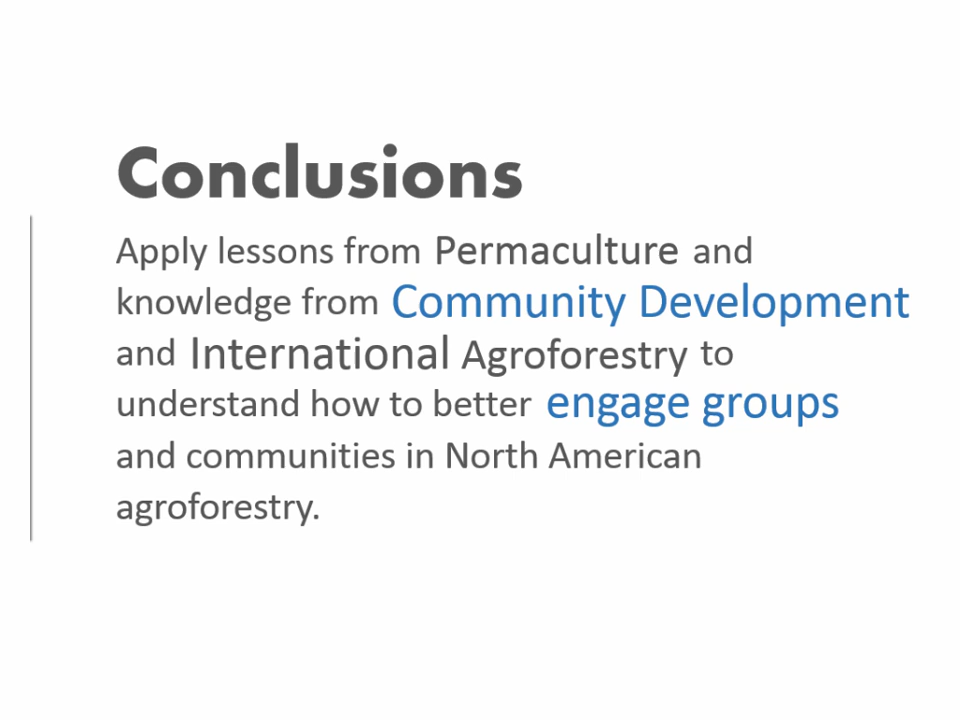 Conclusions
Apply lessons from Permaculture and
knowledge from Community Development
and International Agroforestry to
understand how to better engage groups
and communities in North American
agroforestry.